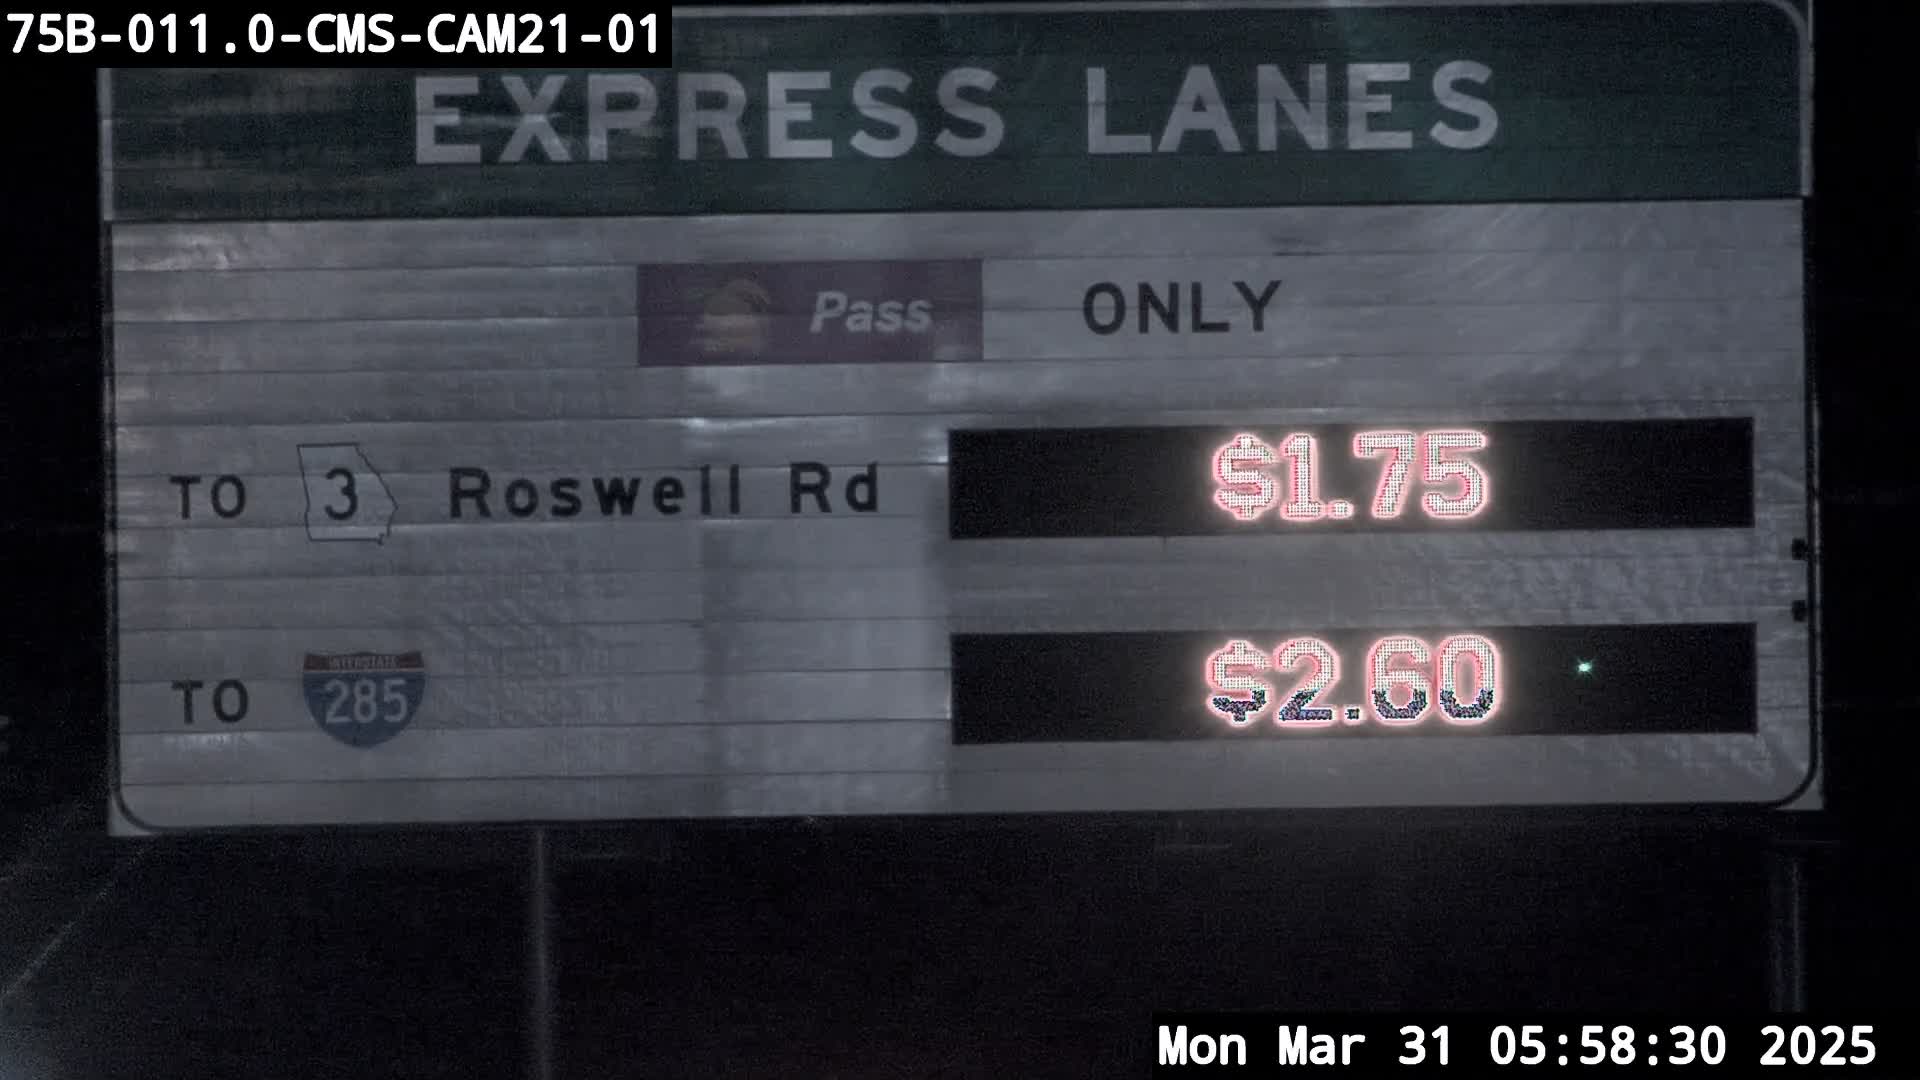 75B-011.0-CMS-CAM21-01
EXPRESS LANES
Pass ONLY
TO 3 Roswell Rd $1.75
TO INTERSTATE 285 $2.60
Mon Mar 31 05:58:30 2025